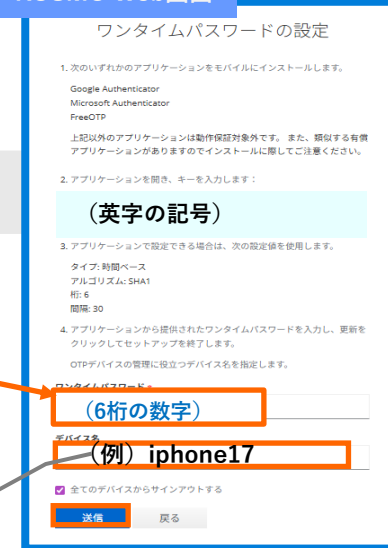 ワンタイムパスワードの設定
1. 次のいずれかのアプリケーションをモバイルにインストールします。
Google Authenticator
Microsoft Authenticator
FreeOTP
上記以外のアプリケーションは動作保証対象外です。 また、類似する有償
アプリケーションがありますのでインストールに際してご注意ください。
2. アプリケーションを開き、キーを入力します：
（英字の記号）
3. アプリケーションで設定できる場合は、次の設定値を使用します。
タイプ: 時間ベース
アルゴリズム: SHA1
桁: 6
間隔: 30
4. アプリケーションから提供されたワンタイムパスワードを入力し、更新を
クリックしてセットアップを終了します。
OTPデバイスの管理に役立つデバイス名を指定します。
ワンタイムパスワード *
（6桁の数字）
デバイス名
（例）iphone17
全てのデバイスからサインアウトする
送信 戻る